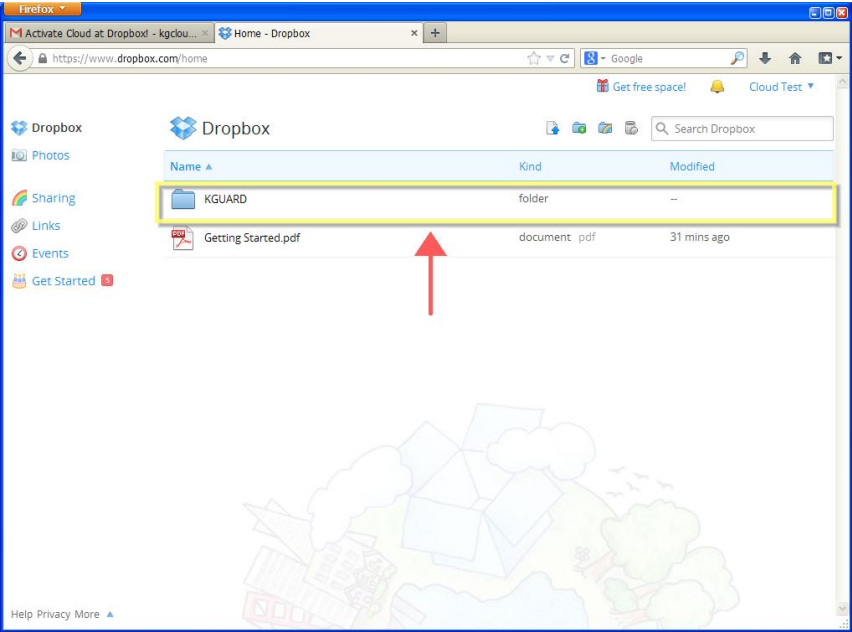 Firefox
Activate Cloud at Dropbox! - kgclou... × Home - Dropbox × +
https://www.dropbox.com/home
8 Google
Get free space! Cloud Test
Dropbox
Photos
Sharing
Links
Events
Get Started 5
Dropbox
Search Dropbox
Name Kind Modified
KGUARD folder --
PDF Getting Started.pdf document pdf 31 mins ago
Help Privacy More